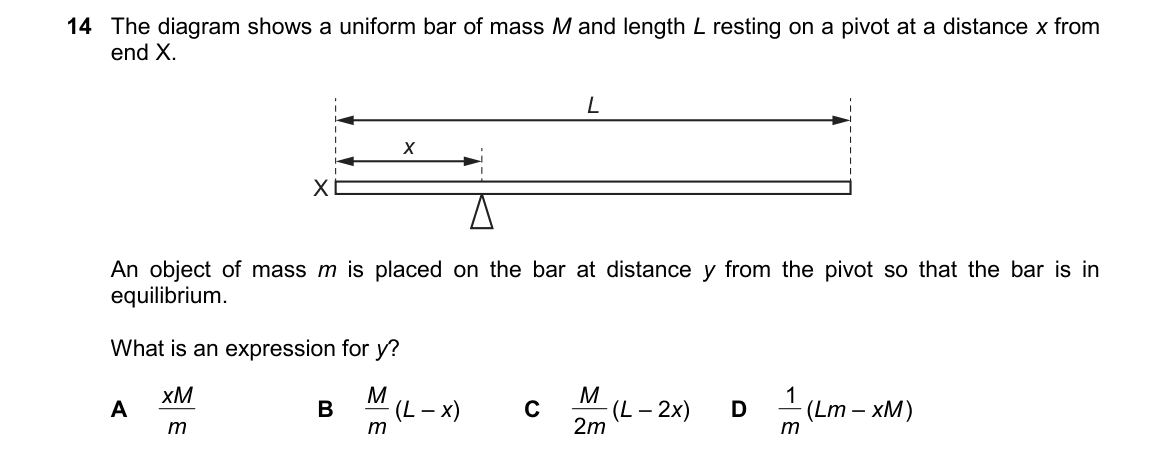 14 The diagram shows a uniform bar of mass M and length L resting on a pivot at a distance x from
end X.
L
x
X
An object of mass m is placed on the bar at distance y from the pivot so that the bar is in
equilibrium.
What is an expression for y?
A xM/m B M/m (L – x) C M/2m (L – 2x) D 1/m (Lm – xM)